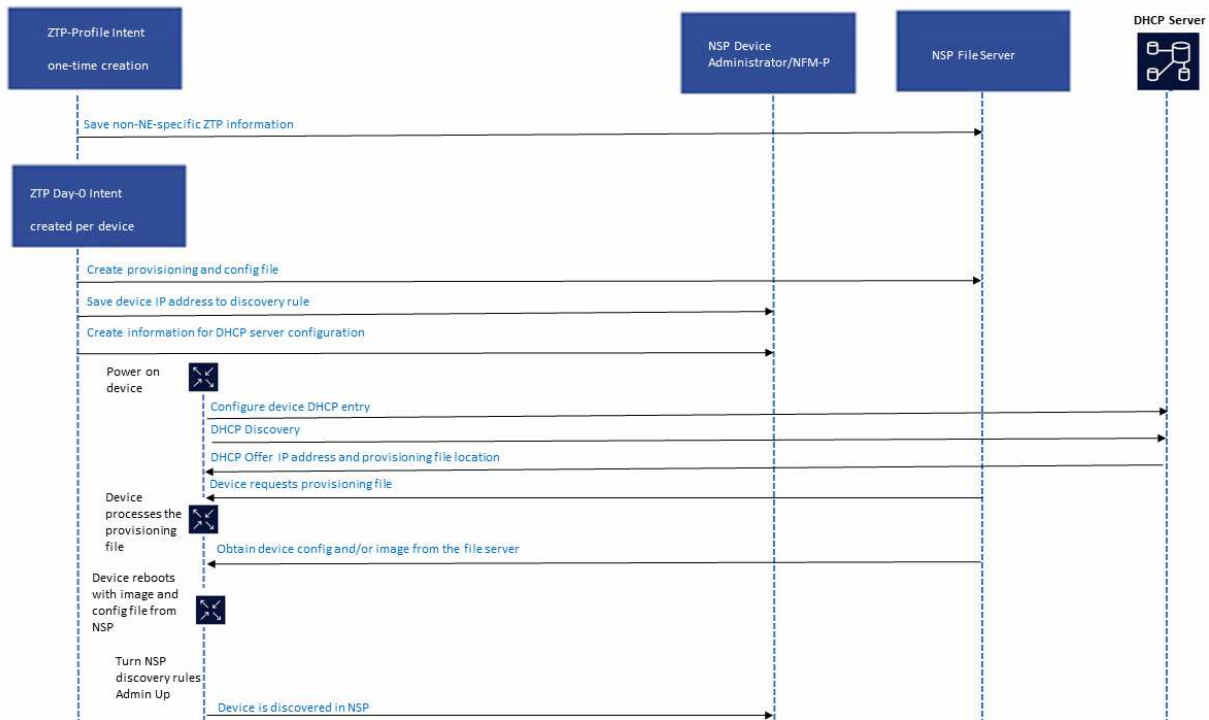 DHCP Server
ZTP-Profile Intent
one-time creation
NSP Device
Administrator/NFM-P
NSP File Server
Save non-NE-specific ZTP information
ZTP Day-0 Intent
created per device
Create provisioning and config file
Save device IP address to discovery rule
Create information for DHCP server configuration
Power on
device
Configure device DHCP entry
DHCP Discovery
DHCP Offer IP address and provisioning file location
Device requests provisioning file
Device
processes the
provisioning
file
Obtain device config and/or image from the file server
Device reboots
with image and
config file from
NSP
Turn NSP
discovery rules
Admin Up
Device is discovered in NSP